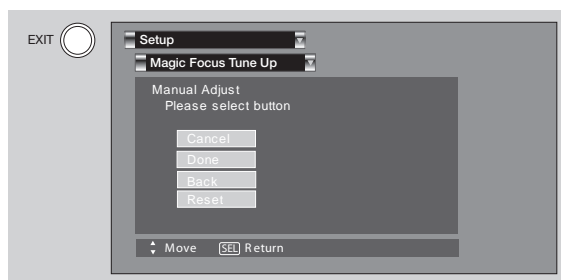 EXIT
Setup
Magic Focus Tune Up
Manual Adjust
Please select button
Cancel
Done
Back
Reset
Move SEL Return